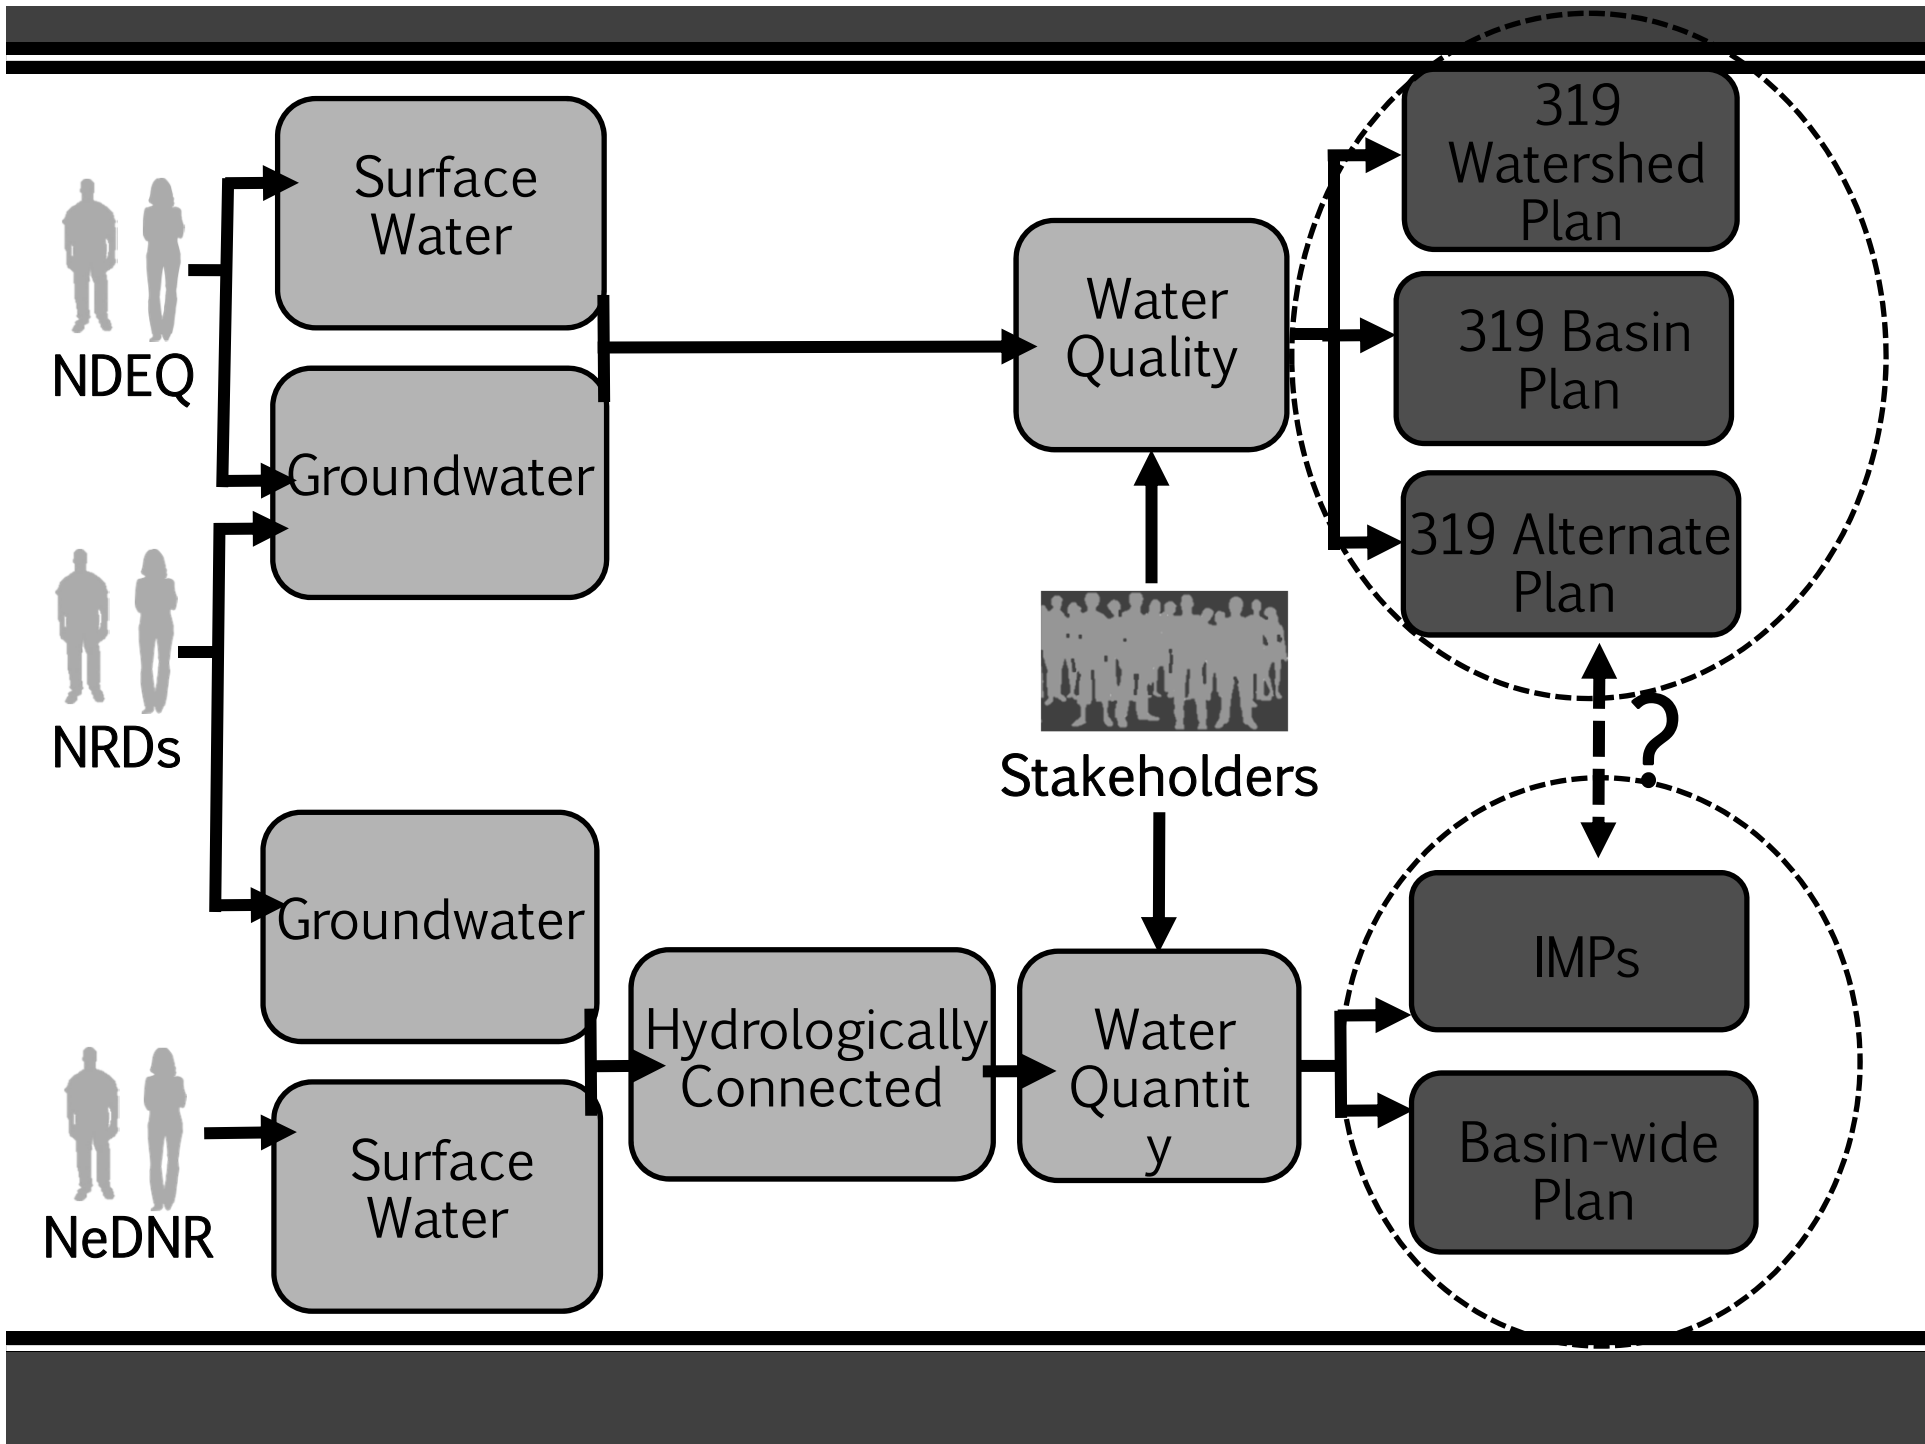 Surface
Water
NDEQ
Groundwater
NRDs
Groundwater
Surface
Water
NeDNR
Hydrologically
Connected
Water
Quality
Stakeholders
Water
Quantit
y
319
Watershed
Plan
319 Basin
Plan
319 Alternate
Plan
?
IMPs
Basin-wide
Plan